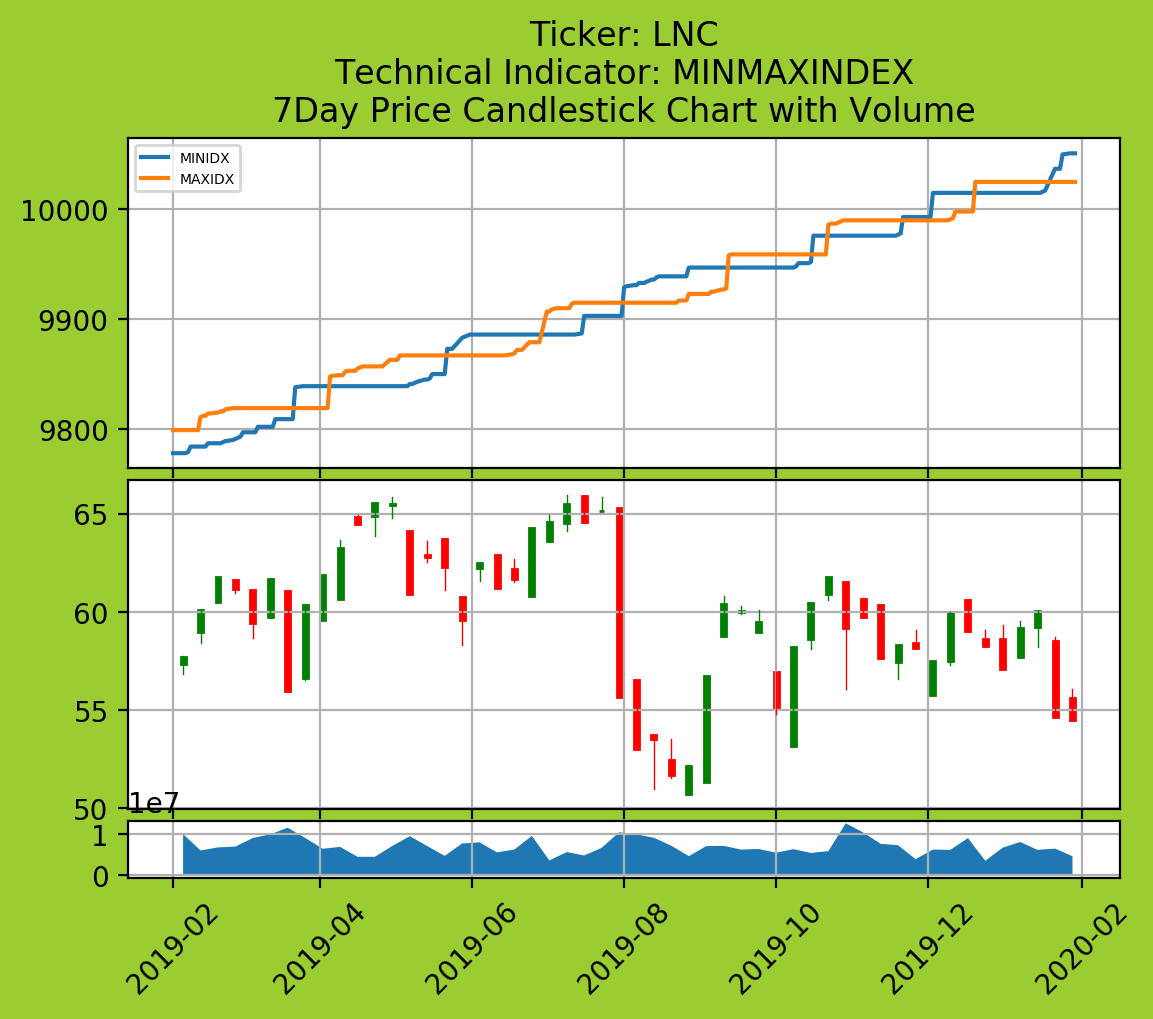 Ticker: LNC
Technical Indicator: MINMAXINDEX
7Day Price Candlestick Chart with Volume
MINIDX
MAXIDX
10000
9900
9800
65
60
55
50
1e7
1
0
2019-02
2019-04
2019-06
2019-08
2019-10
2019-12
2020-02